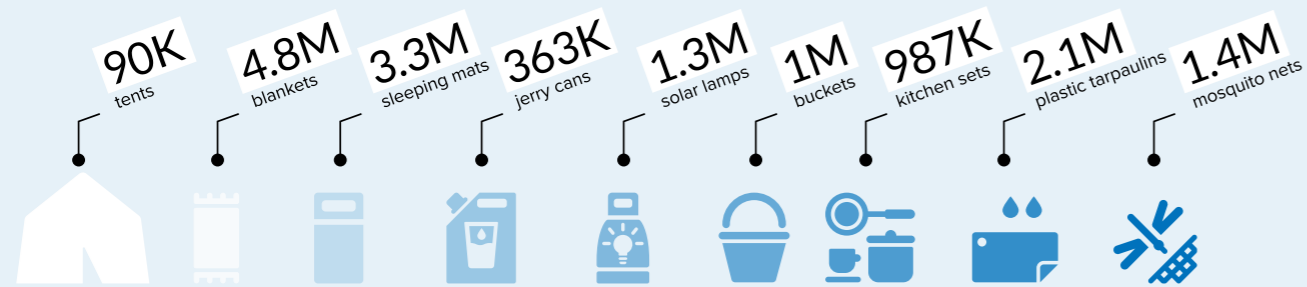 90K
tents
4.8M
blankets
3.3M
sleeping mats
363K
jerry cans
1.3M
solar lamps
1M
buckets
987K
kitchen sets
2.1M
plastic tarpaulins
1.4M
mosquito nets